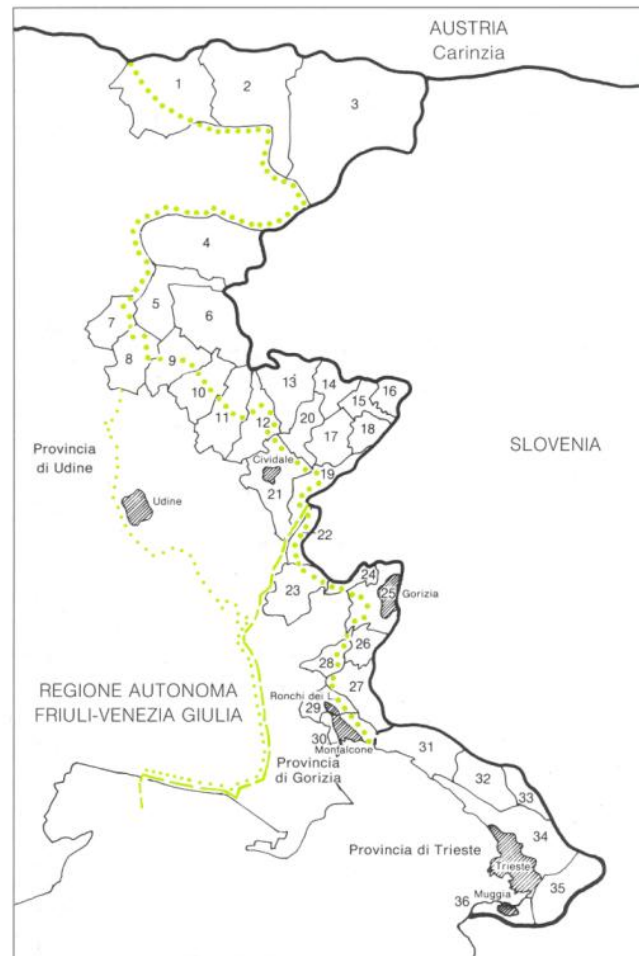 AUSTRIA
Carinzia
1
2
3
4
5
6
7
8
9
10
11
12
13
14
15
16
20
17
18
Provincia
di Udine
Cividale
19
21
SLOVENIA
Udine
22
23
24
25
Gorizia
26
28
27
REGIONE AUTONOMA
FRIULI-VENEZIA GIULIA
Ronchi dei L.
29
30
Monfalcone
Provincia
di Gorizia
31
32
33
34
Provincia di Trieste
Trieste
35
Muggia
36